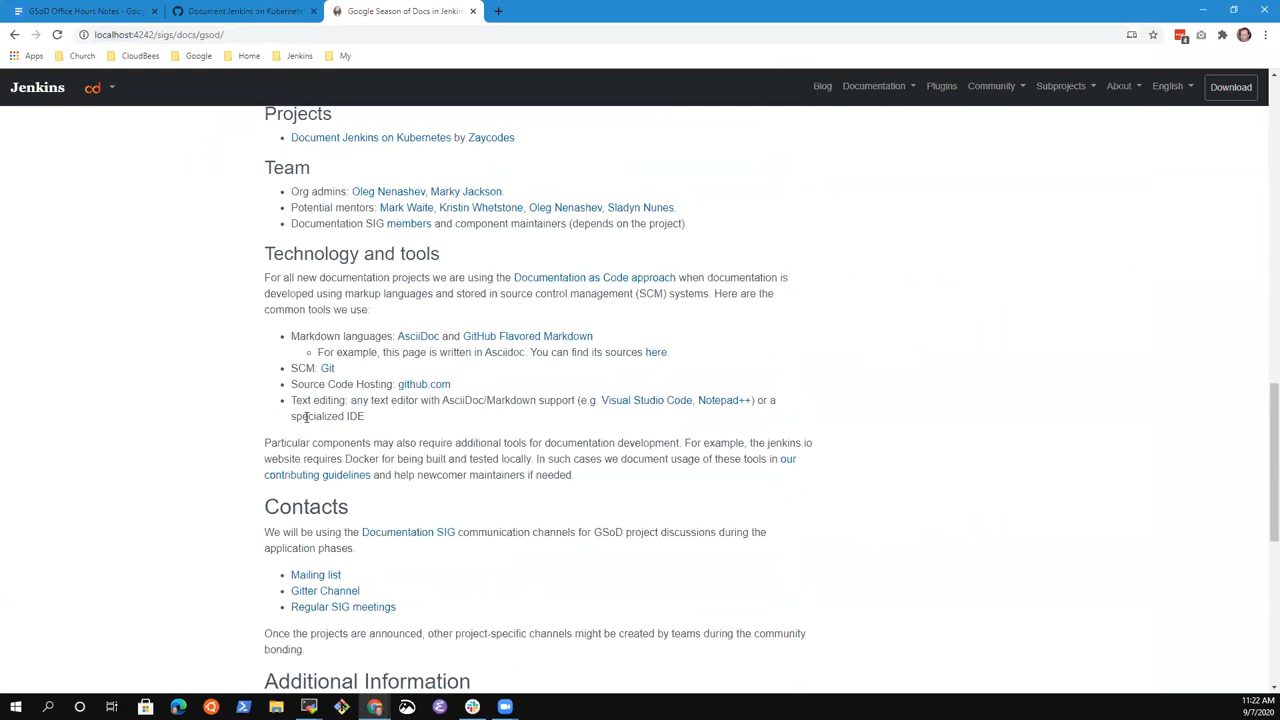 GSoD Office Hours Notes - Goog
Document Jenkins on Kubernete
Google Season of Docs in Jenkin
localhost:4242/sigs/docs/gsod/
Apps Church CloudBees Google Home Jenkins My
Jenkins cd Blog Documentation Plugins Community Subprojects About English Download
Projects
Document Jenkins on Kubernetes by Zaycodes
Team
Org admins: Oleg Nenashev, Marky Jackson.
Potential mentors: Mark Waite, Kristin Whetstone, Oleg Nenashev, Sladyn Nunes.
Documentation SIG members and component maintainers (depends on the project).
Technology and tools
For all new documentation projects we are using the Documentation as Code approach when documentation is
developed using markup languages and stored in source control management (SCM) systems. Here are the
common tools we use:
Markdown languages: AsciiDoc and GitHub Flavored Markdown
For example, this page is written in Asciidoc. You can find its sources here.
SCM: Git
Source Code Hosting: github.com
Text editing: any text editor with AsciiDoc/Markdown support (e.g. Visual Studio Code, Notepad++) or a
specialized IDE
Particular components may also require additional tools for documentation development. For example, the jenkins.io
website requires Docker for being built and tested locally. In such cases we document usage of these tools in our
contributing guidelines and help newcomer maintainers if needed.
Contacts
We will be using the Documentation SIG communication channels for GSoD project discussions during the
application phases.
Mailing list
Gitter Channel
Regular SIG meetings
Once the projects are announced, other project-specific channels might be created by teams during the community
bonding.
Additional Information
11:22 AM
9/7/2020